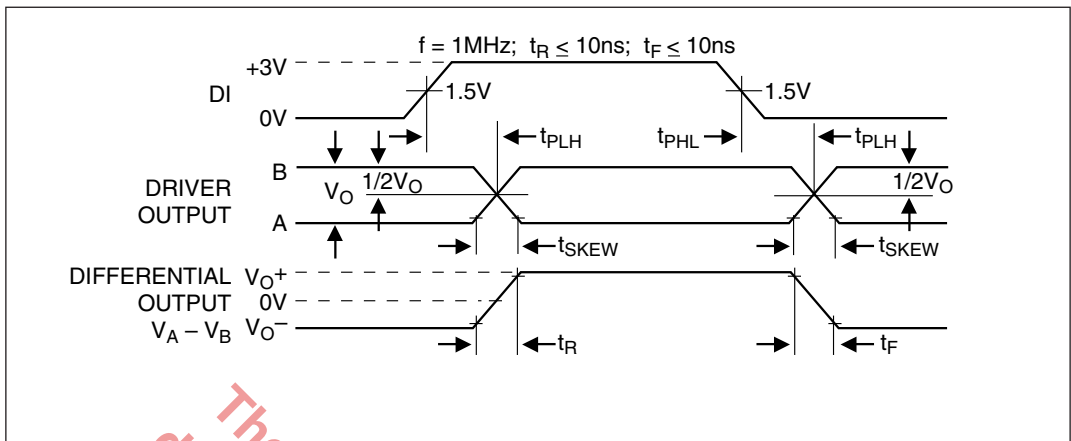 f = 1MHz; tR ≤ 10ns; tF ≤ 10ns
+3V
DI
1.5V
1.5V
0V
tPLH
tPHL
tPLH
B
DRIVER
OUTPUT
VO
1/2VO
1/2VO
A
tSKEW
tSKEW
DIFFERENTIAL
OUTPUT
VA – VB
VO+
0V
VO–
tR
tF
The